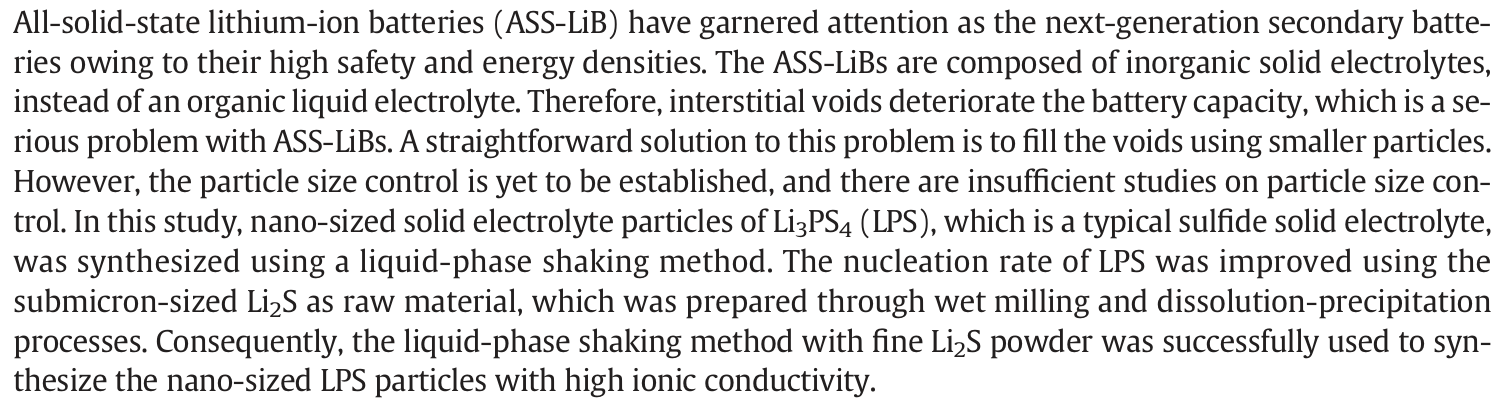 All-solid-state lithium-ion batteries (ASS-LiB) have garnered attention as the next-generation secondary batte-
ries owing to their high safety and energy densities. The ASS-LiBs are composed of inorganic solid electrolytes,
instead of an organic liquid electrolyte. Therefore, interstitial voids deteriorate the battery capacity, which is a se-
rious problem with ASS-LiBs. A straightforward solution to this problem is to fill the voids using smaller particles.
However, the particle size control is yet to be established, and there are insufficient studies on particle size con-
trol. In this study, nano-sized solid electrolyte particles of Li₃PS₄ (LPS), which is a typical sulfide solid electrolyte,
was synthesized using a liquid-phase shaking method. The nucleation rate of LPS was improved using the
submicron-sized Li₂S as raw material, which was prepared through wet milling and dissolution-precipitation
processes. Consequently, the liquid-phase shaking method with fine Li₂S powder was successfully used to syn-
thesize the nano-sized LPS particles with high ionic conductivity.